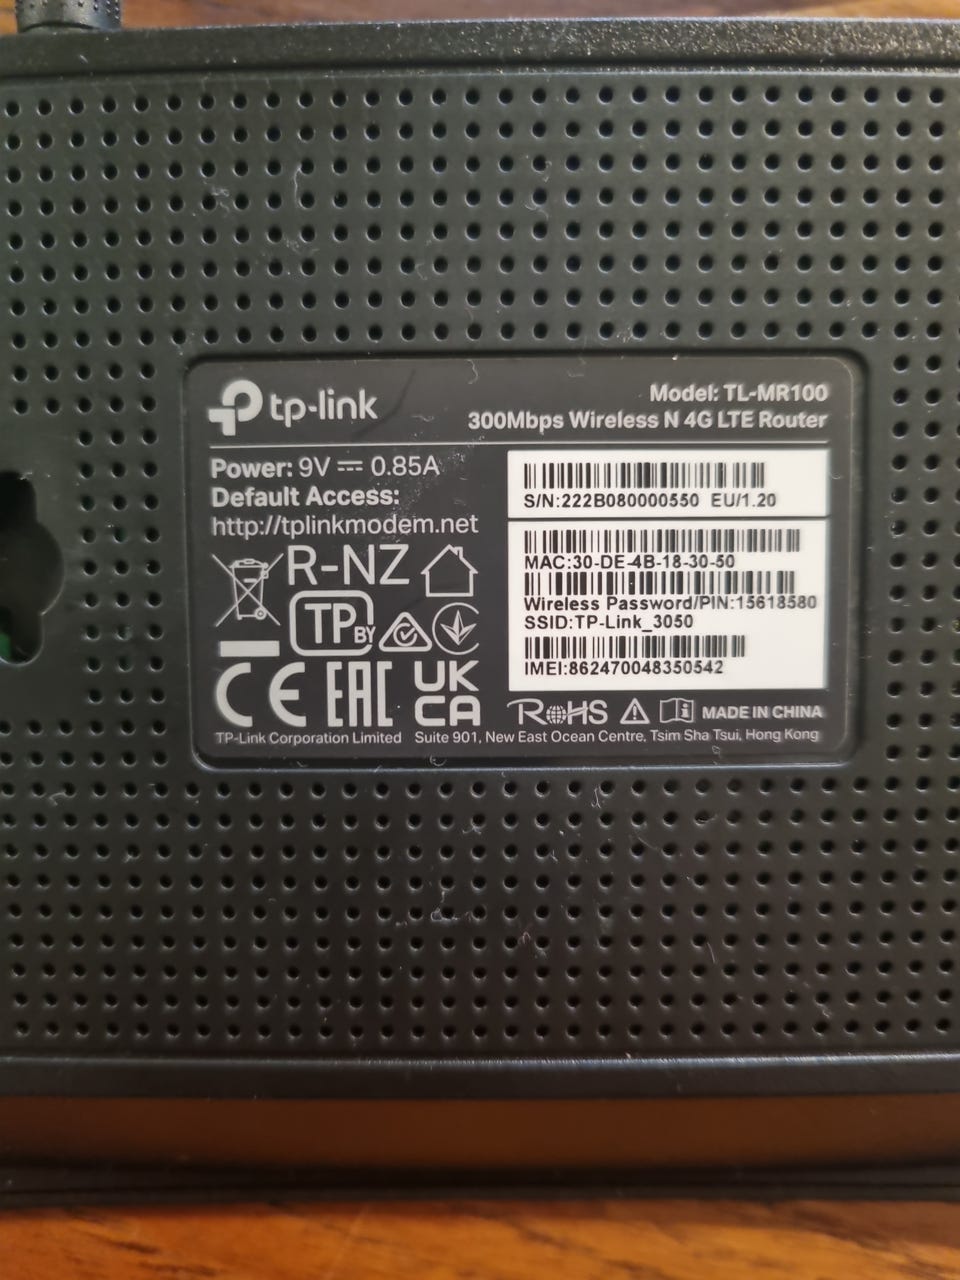 tp-link
Model: TL-MR100
300Mbps Wireless N 4G LTE Router
Power: 9V ⎓ 0.85A
Default Access:
http://tplinkmodem.net
S/N:222B080000550 EU/1.20
MAC:30-DE-4B-18-30-50
Wireless Password/PIN:15618580
SSID:TP-Link_3050
IMEI:862470048350542
R-NZ
TP BY
CE EAC UK CA
RoHS MADE IN CHINA
TP-Link Corporation Limited Suite 901, New East Ocean Centre, Tsim Sha Tsui, Hong Kong